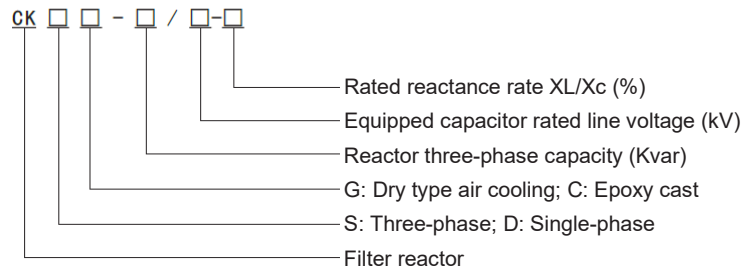 CK □ □ - □ / □-□
Rated reactance rate XL/Xc (%)
Equipped capacitor rated line voltage (kV)
Reactor three-phase capacity (Kvar)
G: Dry type air cooling; C: Epoxy cast
S: Three-phase; D: Single-phase
Filter reactor